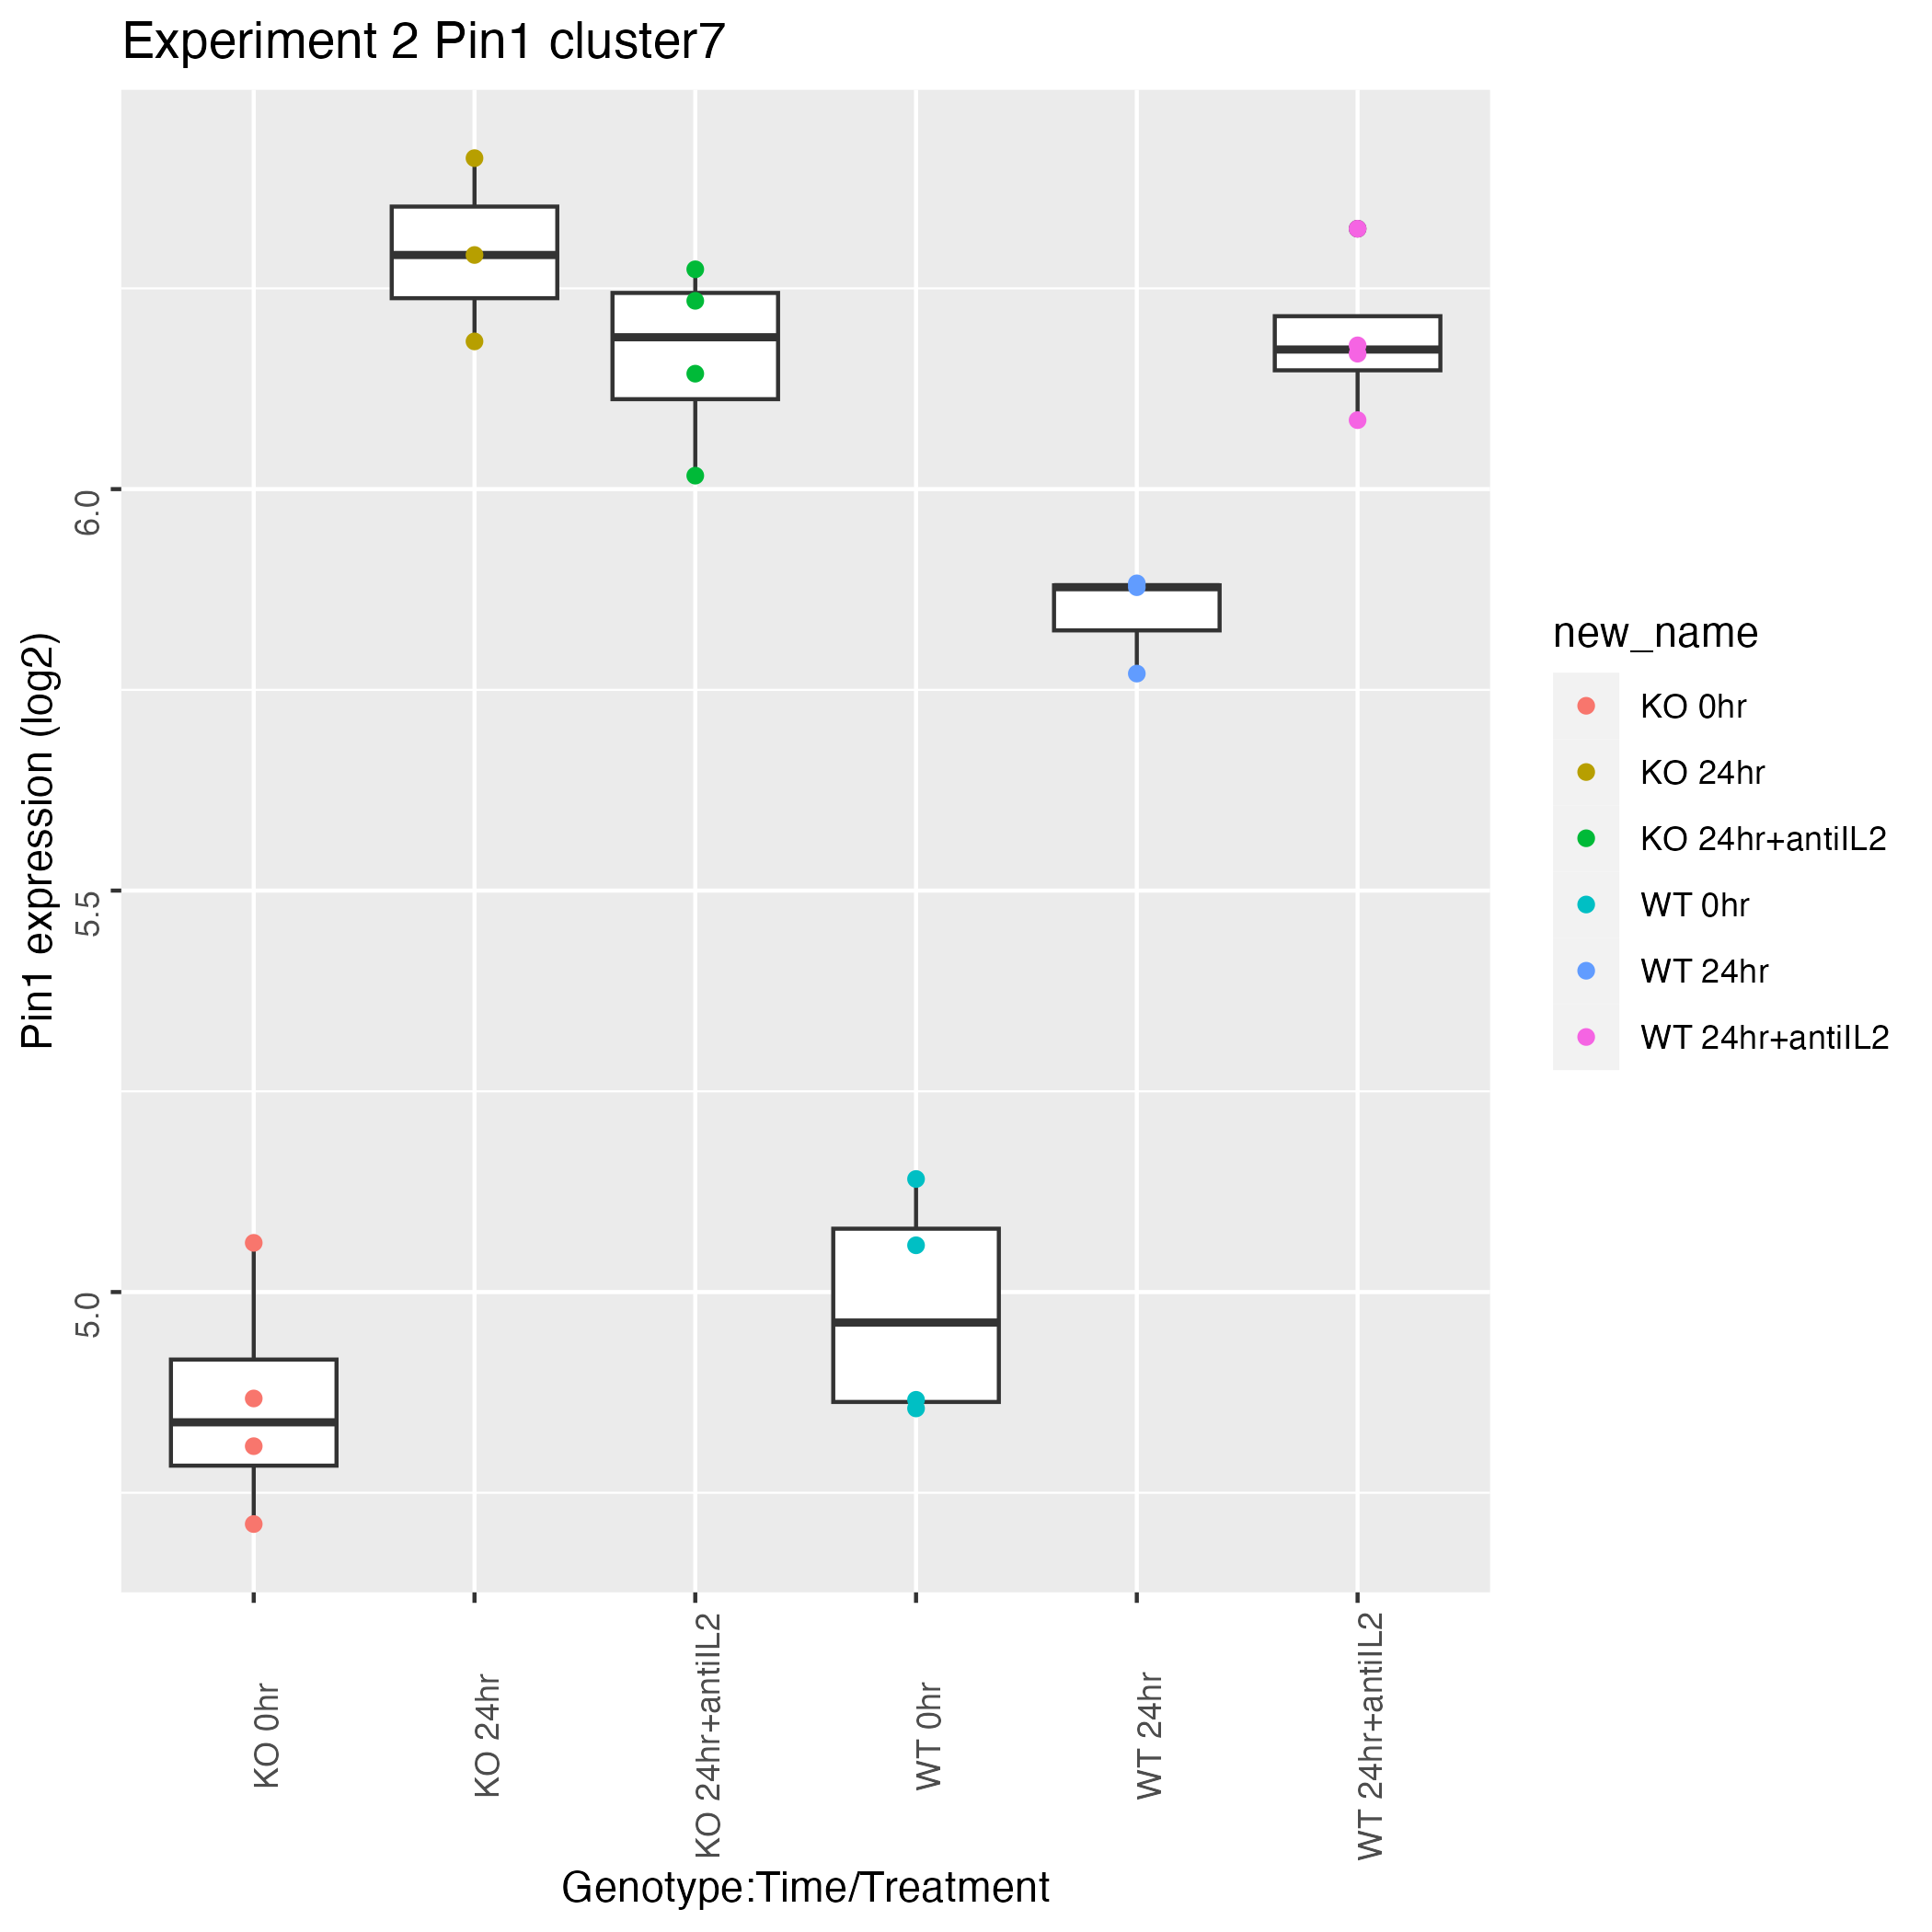 Experiment 2 Pin1 cluster7
Pin1 expression (log2)
6.0
5.5
5.0
KO 0hr
KO 24hr
KO 24hr+antiIL2
WT 0hr
WT 24hr
WT 24hr+antiIL2
Genotype:Time/Treatment
new_name
KO 0hr
KO 24hr
KO 24hr+antiIL2
WT 0hr
WT 24hr
WT 24hr+antiIL2